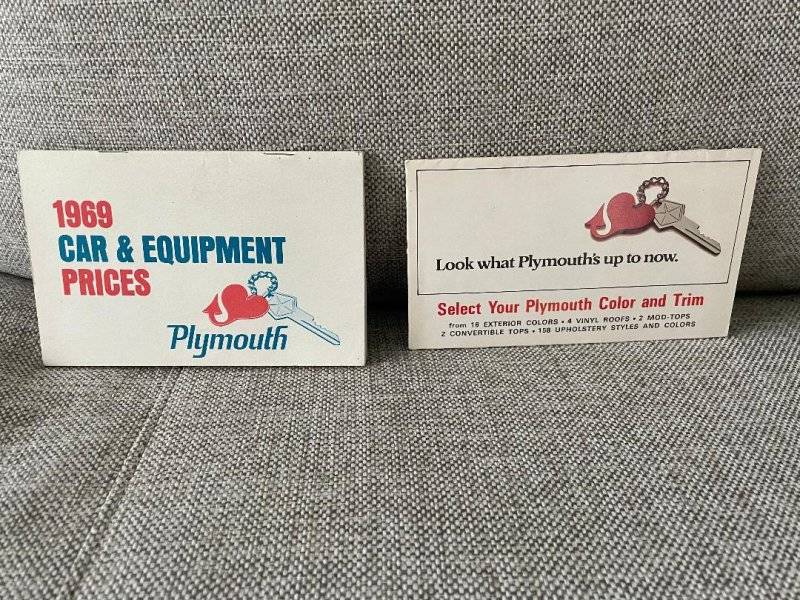 1969
CAR & EQUIPMENT
PRICES
Plymouth
Look what Plymouth's up to now.
Select Your Plymouth Color and Trim
from 16 EXTERIOR COLORS • 4 VINYL ROOFS • 2 MOD-TOPS
2 CONVERTIBLE TOPS • 158 UPHOLSTERY STYLES AND COLORS